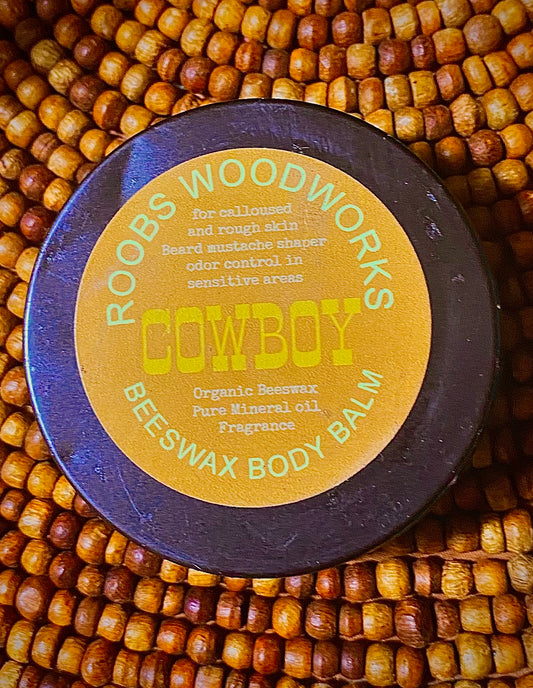 ROOBS WOODWORKS
for calloused
and rough skin
Beard mustache shaper
odor control in
sensitive areas
COWBOY
Organic Beeswax
Pure Mineral oil
Fragrance
BEESWAX BODY BALM